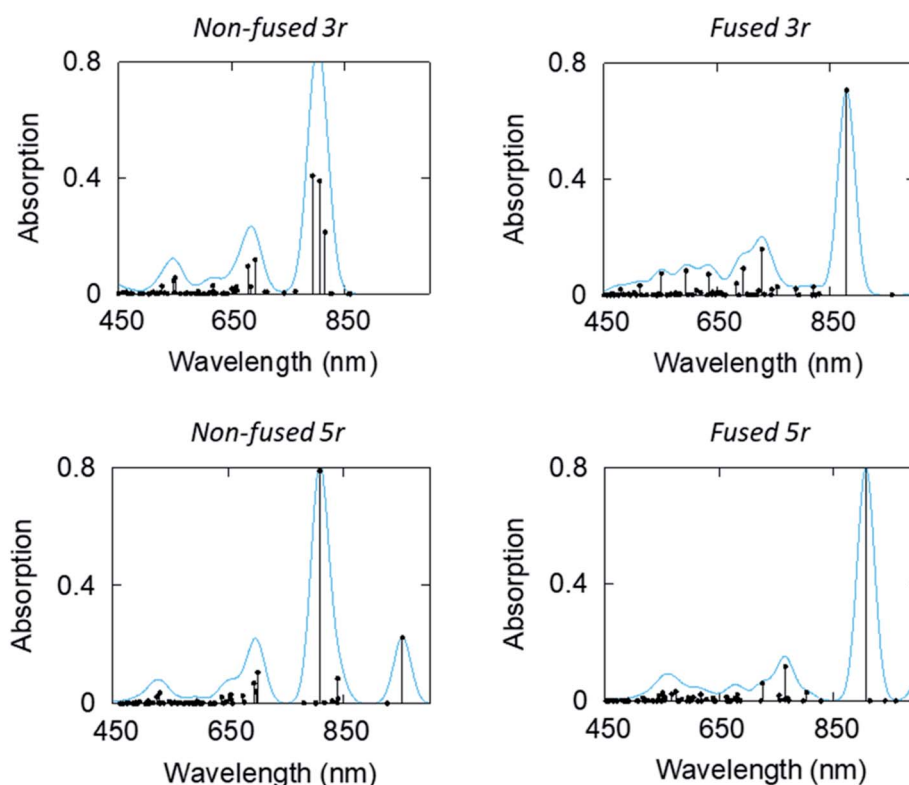 Non-fused 3r
0.8
0.4
0
450
650
850
Absorption
Wavelength (nm)
Fused 3r
0.8
0.4
0
450
650
850
Absorption
Wavelength (nm)
Non-fused 5r
0.8
0.4
0
450
650
850
Absorption
Wavelength (nm)
Fused 5r
0.8
0.4
0
450
650
850
Absorption
Wavelength (nm)